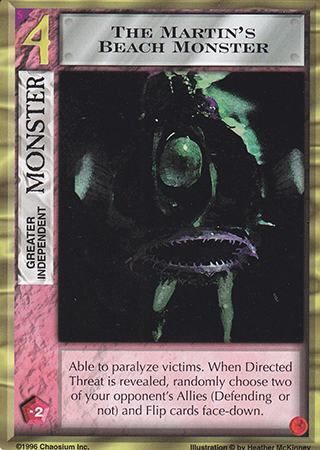 4
THE MARTIN'S
BEACH MONSTER
GREATER
INDEPENDENT
MONSTER
Able to paralyze victims. When Directed
Threat is revealed, randomly choose two
of your opponent's Allies (Defending or
not) and Flip cards face-down.
-2
©1996 Chaosium Inc.
Illustration © by Heather McKinney